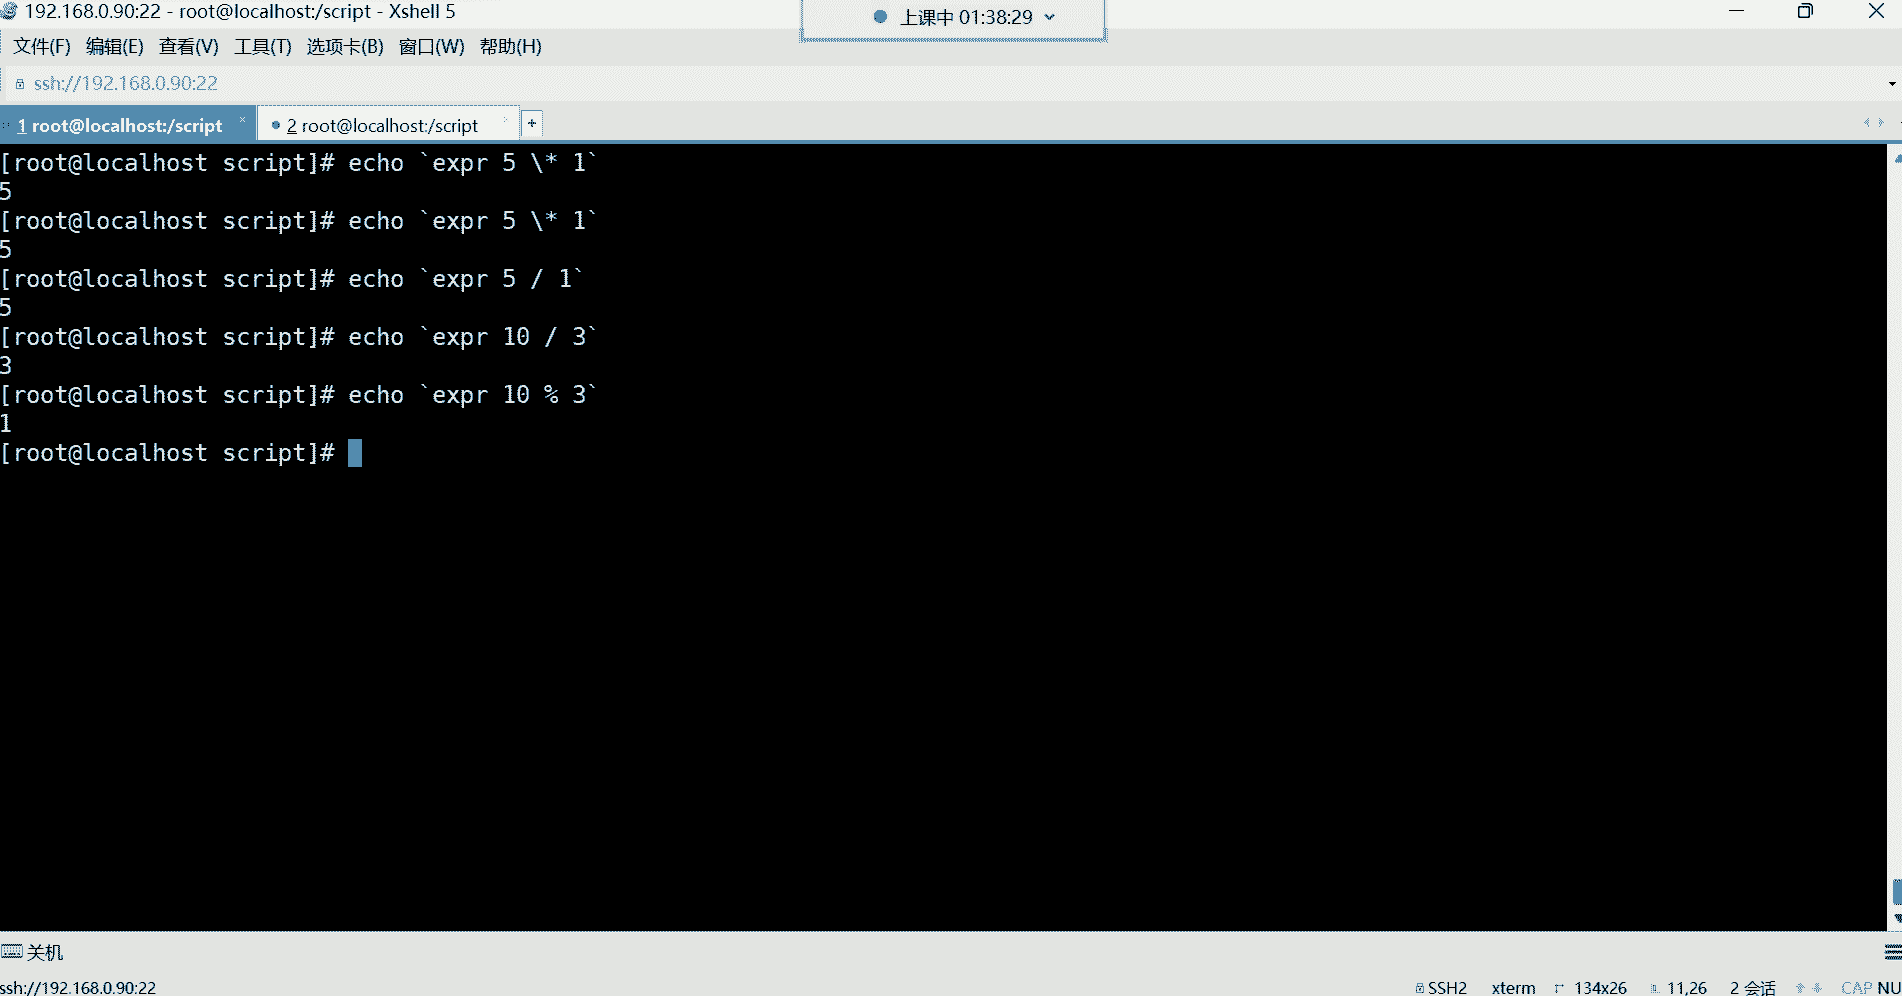 192.168.0.90:22 - root@localhost:/script - Xshell 5
上课中 01:38:29
文件(F) 编辑(E) 查看(V) 工具(T) 选项卡(B) 窗口(W) 帮助(H)
ssh://192.168.0.90:22
1 root@localhost:/script
2 root@localhost:/script
[root@localhost script]# echo `expr 5 \* 1`
5
[root@localhost script]# echo `expr 5 \* 1`
5
[root@localhost script]# echo `expr 5 / 1`
5
[root@localhost script]# echo `expr 10 / 3`
3
[root@localhost script]# echo `expr 10 % 3`
1
[root@localhost script]#
关机
ssh://192.168.0.90:22
SSH2 xterm 134x26 11,26 2 会话 CAP NU